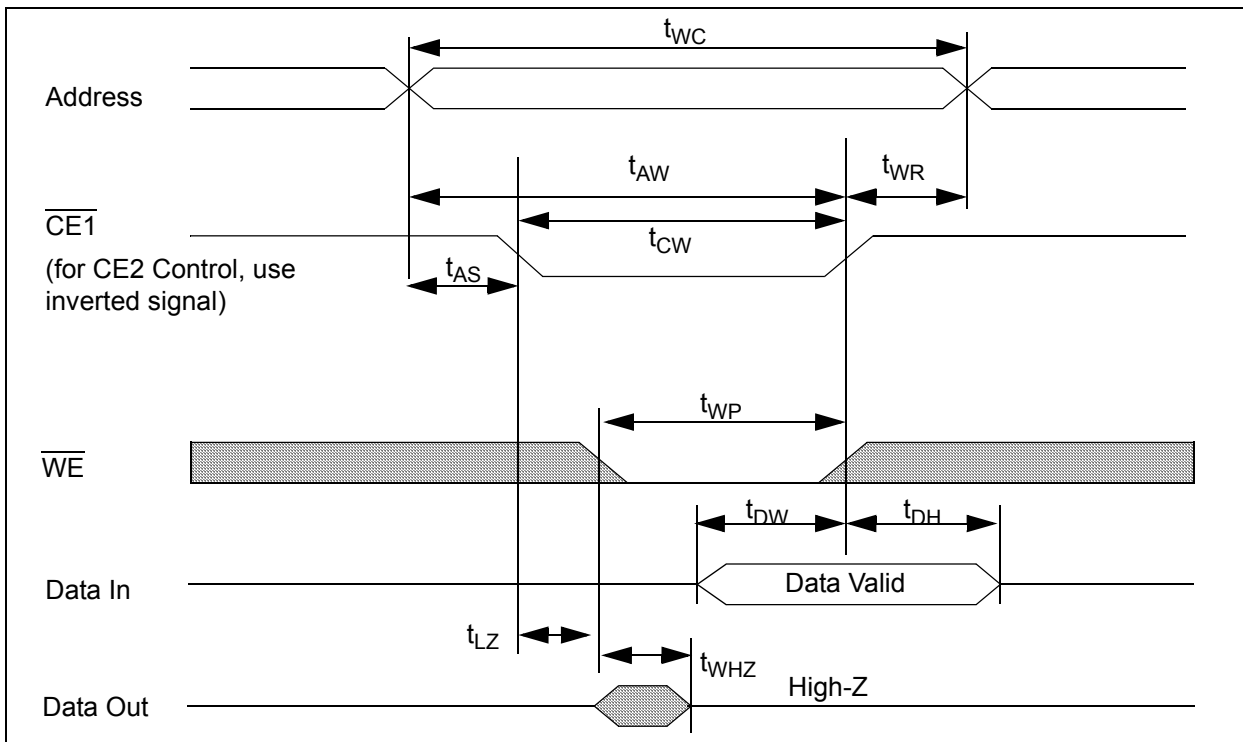 tWC
Address
tAW
tWR
CE1
tCW
(for CE2 Control, use
inverted signal)
tAS
tWP
WE
tDW
tDH
Data In
Data Valid
tLZ
tWHZ
High-Z
Data Out